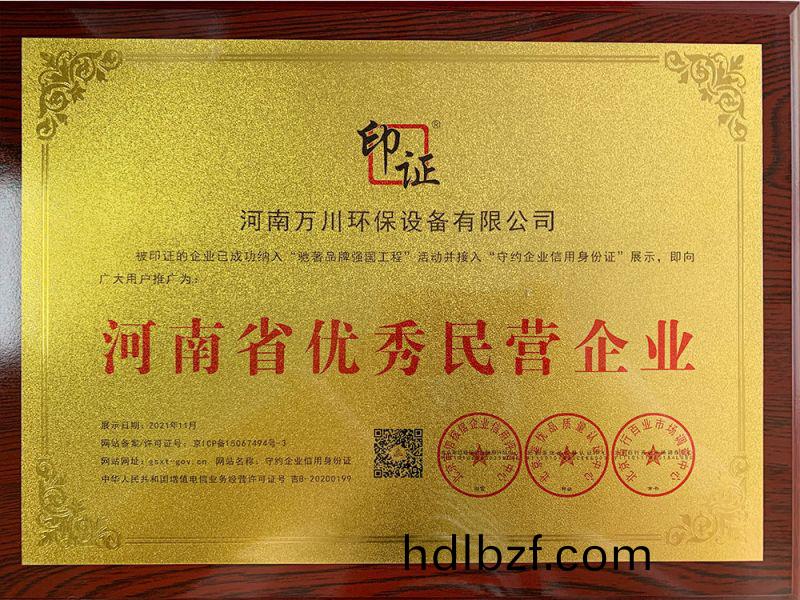 印证®
河南万川环保设备有限公司
被印证的企业已成功纳入“驰著品牌强国工程”活动并接入“守约企业信用身份证”展示，即向
广大用户推广为：
河南省优秀民营企业
展示日期：2021年11月
网站备案/许可证号：京ICP备15067494号-3
网站网址：gsxt-gov.cn 网站名称：守约企业信用身份证
中华人民共和国增值电信业务经营许可证号 吉B-20200199
hdlbzf.com